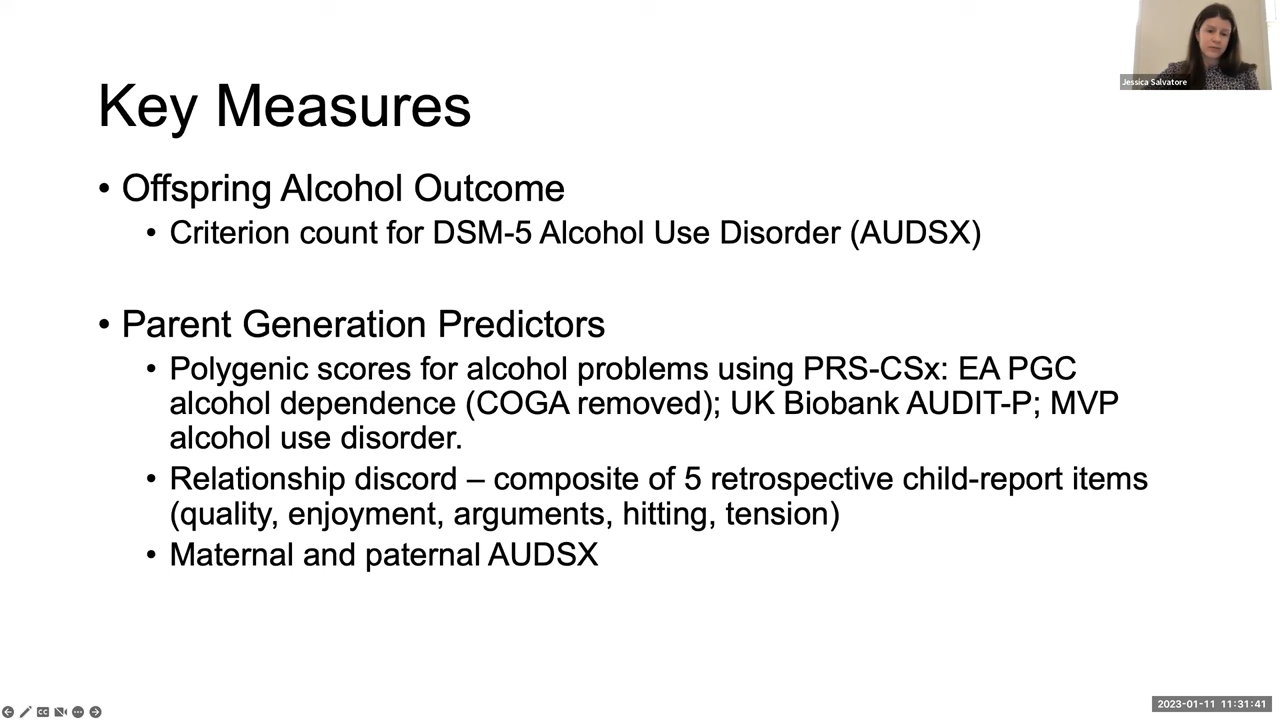 Jessica Salvatore
Key Measures
• Offspring Alcohol Outcome
• Criterion count for DSM-5 Alcohol Use Disorder (AUDSX)
• Parent Generation Predictors
• Polygenic scores for alcohol problems using PRS-CSx: EA PGC
alcohol dependence (COGA removed); UK Biobank AUDIT-P; MVP
alcohol use disorder.
• Relationship discord – composite of 5 retrospective child-report items
(quality, enjoyment, arguments, hitting, tension)
• Maternal and paternal AUDSX
CC
2023-01-11 11:31:41